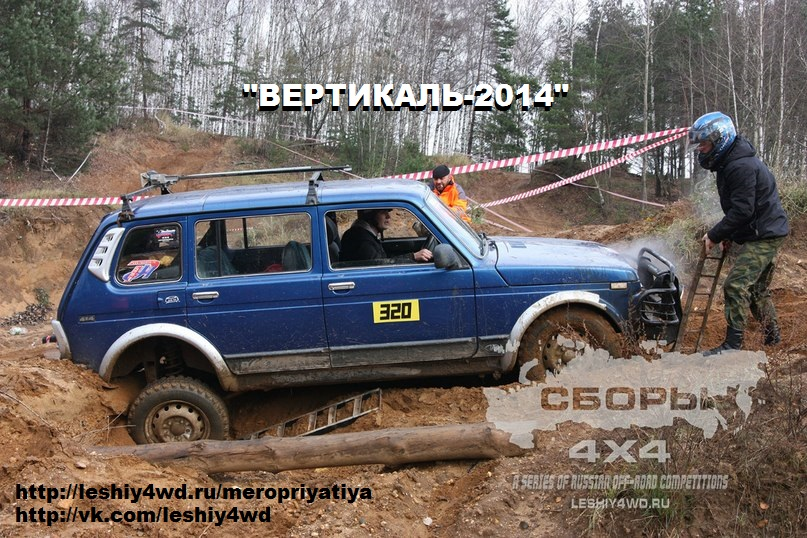 "ВЕРТИКАЛЬ-2014"
320
СБОРЫ
4X4
A SERIES OF RUSSIAN OFF-ROAD COMPETITIONS
LESHIY4WD.RU
http://leshiy4wd.ru/meropriyatiya
http://vk.com/leshiy4wd